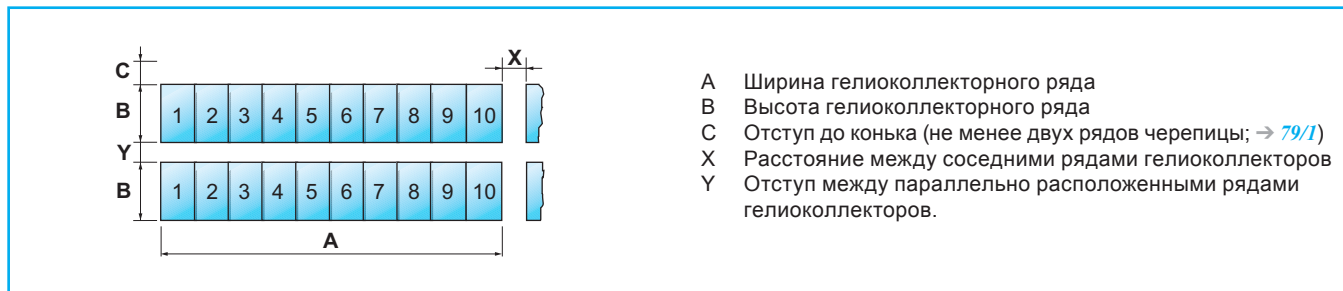 X
C
B
1 2 3 4 5 6 7 8 9 10
Y
B
1 2 3 4 5 6 7 8 9 10
A
A Ширина гелиоколлекторного ряда
B Высота гелиоколлекторного ряда
C Отступ до конька (не менее двух рядов черепицы; → 79/1)
X Расстояние между соседними рядами гелиоколлекторов
Y Отступ между параллельно расположенными рядами
гелиоколлекторов.